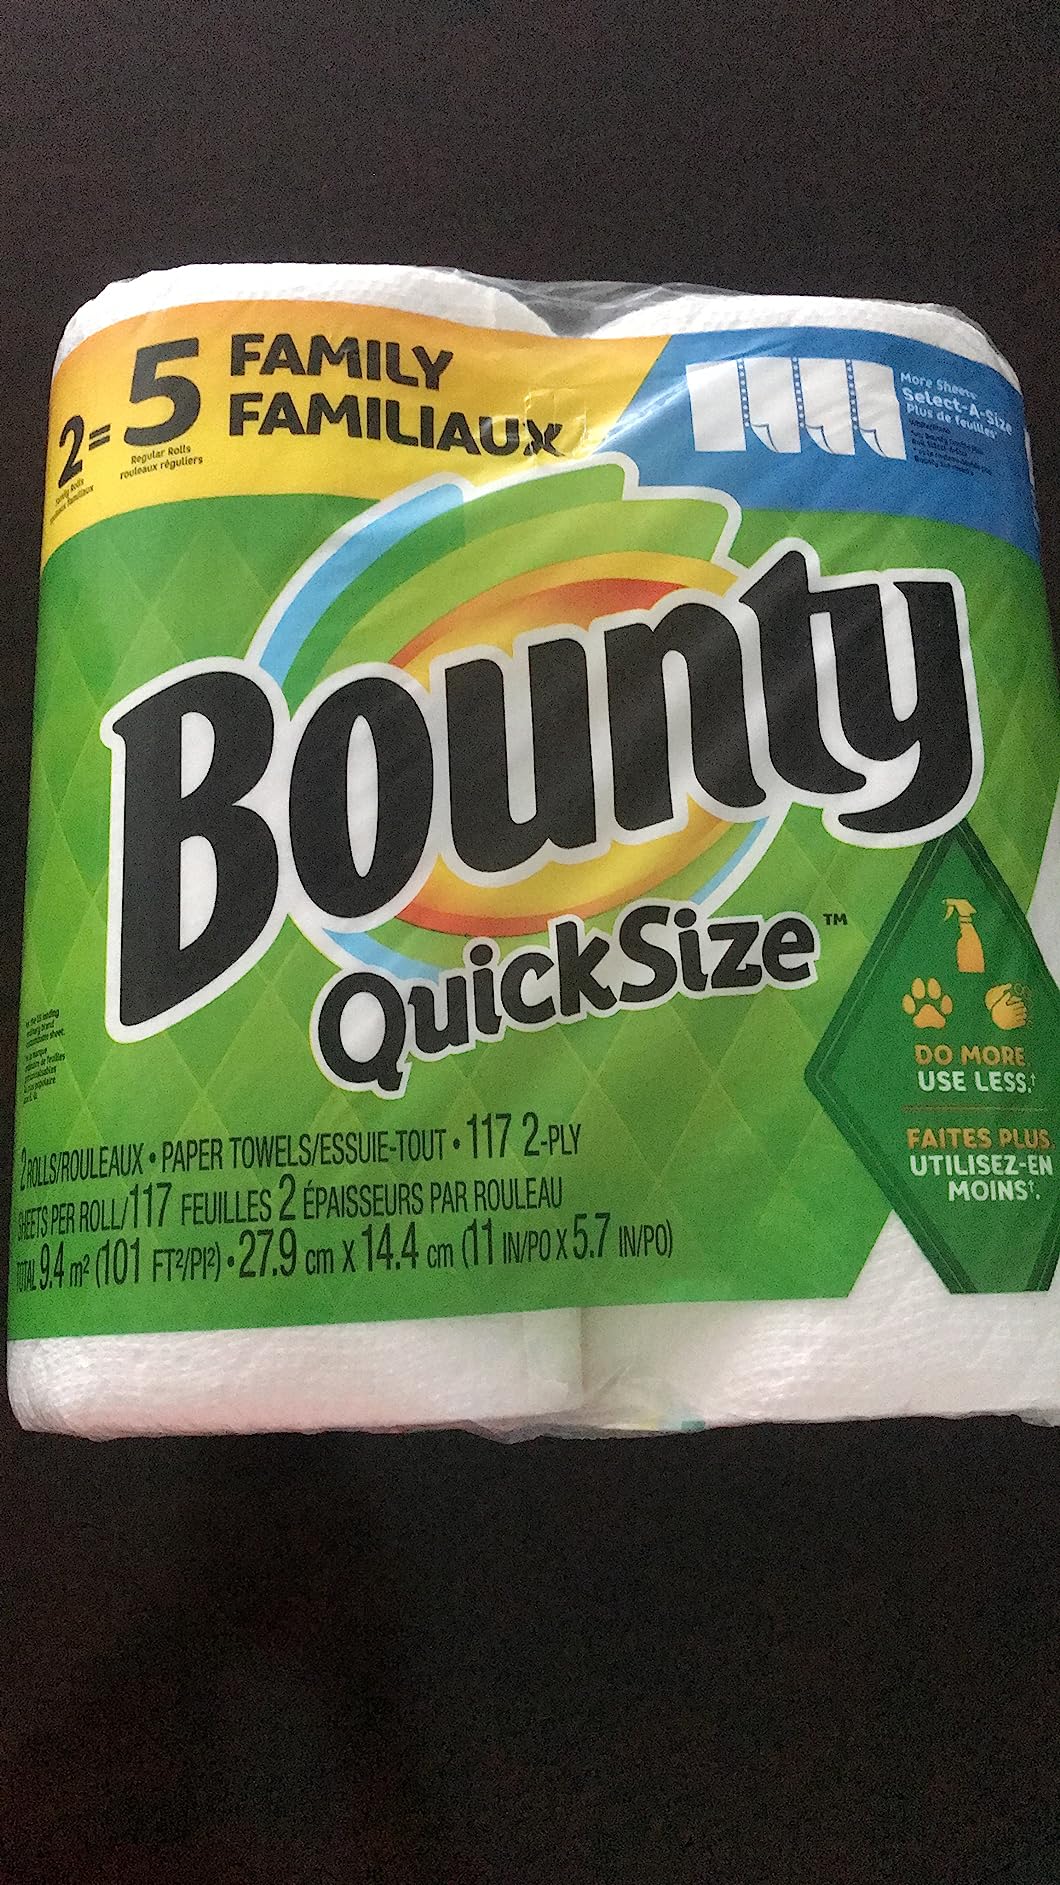 2=5
FAMILY
FAMILIAUX
Family Rolls
Regular Rolls
rouleaux réguliers
More Sheets
Select-A-Size
Plus de feuilles*
Bounty
QuickSize™
DO MORE
USE LESS.†
FAITES PLUS
UTILISEZ-EN
MOINS†.
2 ROLLS/ROULEAUX • PAPER TOWELS/ESSUIE-TOUT • 117 2-PLY
SHEETS PER ROLL/117 FEUILLES 2 ÉPAISSEURS PAR ROULEAU
TOTAL 9.4 m² (101 FT²/PI²) • 27.9 cm X 14.4 cm (11 IN/PO X 5.7 IN/PO)